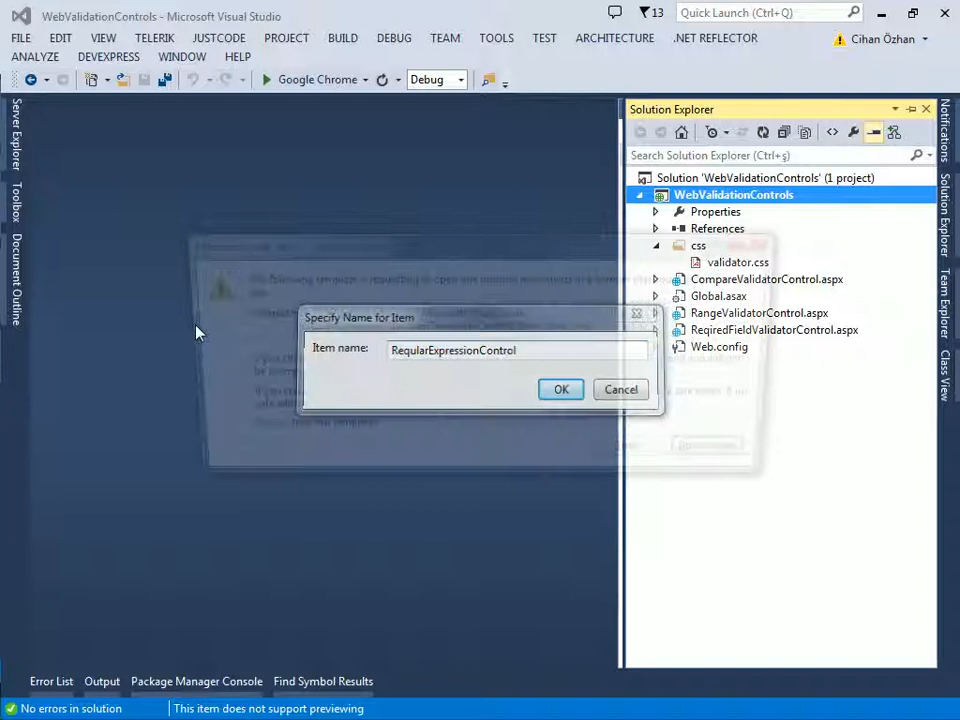 WebValidationControls - Microsoft Visual Studio
13
Quick Launch (Ctrl+Q)
FILE EDIT VIEW TELERIK JUSTCODE PROJECT BUILD DEBUG TEAM TOOLS TEST ARCHITECTURE .NET REFLECTOR
Cihan Özhan
ANALYZE DEVEXPRESS WINDOW HELP
Google Chrome
Debug
Server Explorer
Toolbox
Document Outline
Solution Explorer
Search Solution Explorer (Ctrl+ş)
Solution 'WebValidationControls' (1 project)
WebValidationControls
Properties
References
css
validator.css
CompareValidatorControl.aspx
Global.asax
RangeValidatorControl.aspx
ReqiredFieldValidatorControl.aspx
Web.config
Notifications
Solution Explorer
Team Explorer
Class View
Specify Name for Item
Item name: ReqularExpressionControl
OK Cancel
Error List Output Package Manager Console Find Symbol Results
No errors in solution
This item does not support previewing